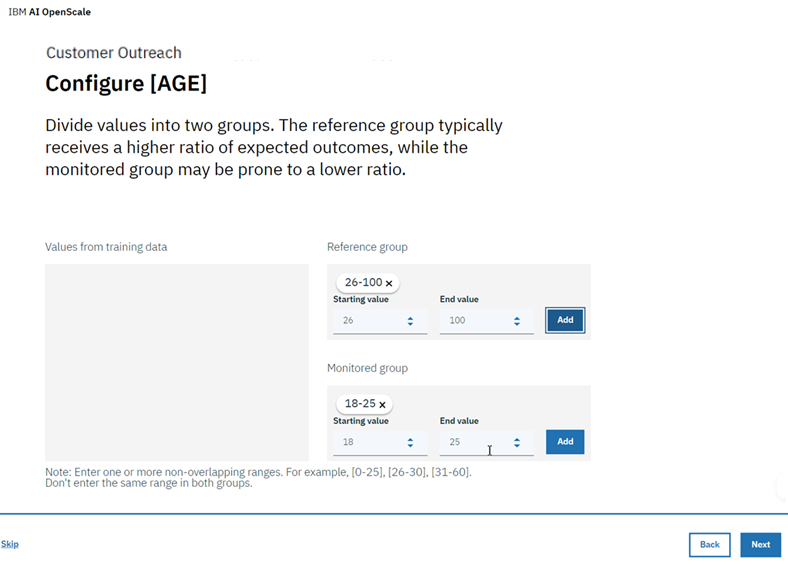 IBM AI OpenScale
Customer Outreach
Configure [AGE]
Divide values into two groups. The reference group typically
receives a higher ratio of expected outcomes, while the
monitored group may be prone to a lower ratio.
Values from training data
Reference group
26-100 ×
Starting value End value
26 100 Add
Monitored group
18-25 ×
Starting value End value
18 25 Add
Note: Enter one or more non-overlapping ranges. For example, [0-25], [26-30], [31-60].
Don't enter the same range in both groups.
Skip Back Next